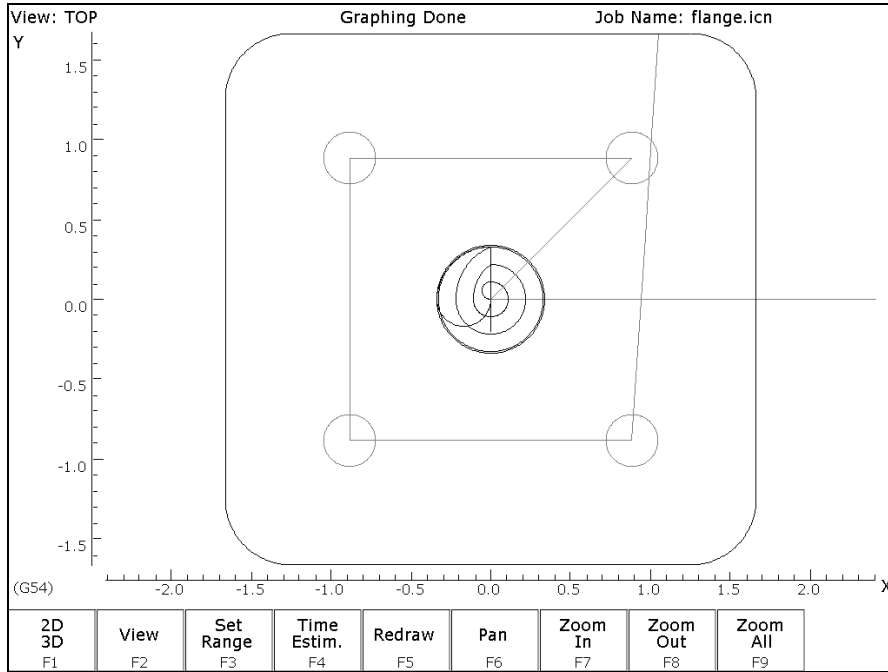 View: TOP Graphing Done Job Name: flange.icn
Y
1.5
1.0
0.5
0.0
-0.5
-1.0
-1.5
(G54) -2.0 -1.5 -1.0 -0.5 0.0 0.5 1.0 1.5 2.0 X
2D
3D
F1
View
F2
Set
Range
F3
Time
Estim.
F4
Redraw
F5
Pan
F6
Zoom
In
F7
Zoom
Out
F8
Zoom
All
F9